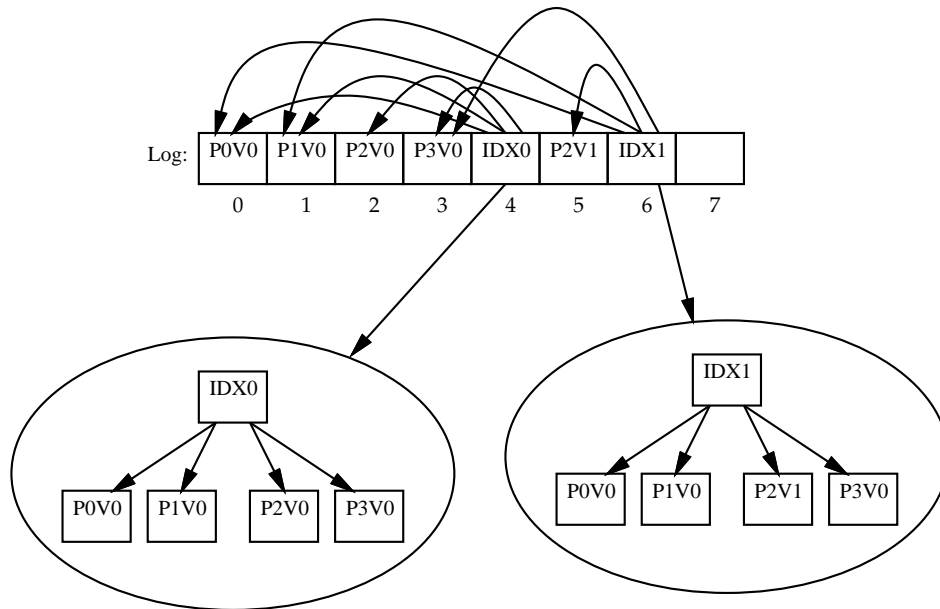 Log: P0V0 P1V0 P2V0 P3V0 IDX0 P2V1 IDX1
0 1 2 3 4 5 6 7
IDX0
P0V0 P1V0 P2V0 P3V0
IDX1
P0V0 P1V0 P2V1 P3V0